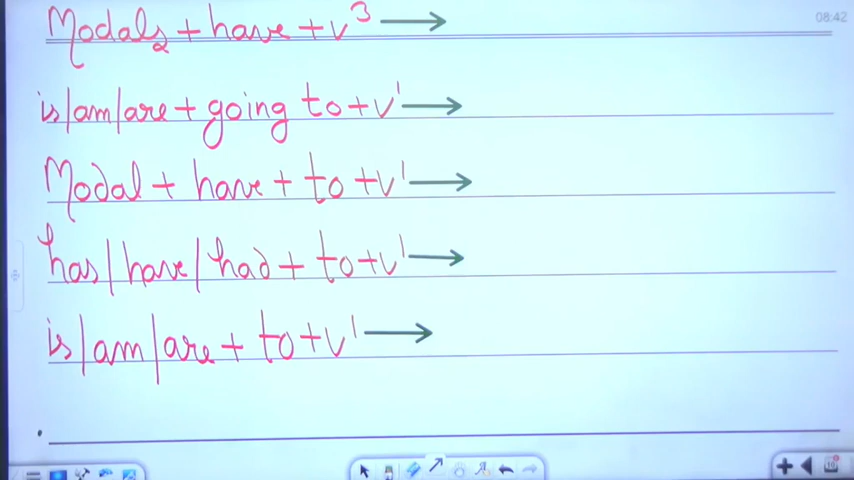 Modals + have + v³ →
08:42
is/am/are + going to + v¹ →
Modal + have + to + v¹ →
has/have/had + to + v¹ →
is/am/are + to + v¹ →